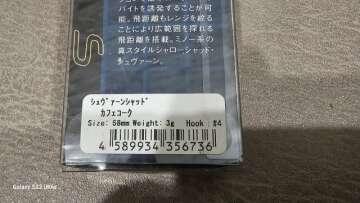 バイトを誘発することが可
能。飛距離もレンジを絞る
ことにより広範囲を探れる
飛距離を搭載。ミノー系の
真スタイルシャローシャッド・
シュヴァーン。
シュヴァーンシャッド
カフェコーク
Size: 58mm Weight: 3g Hook #4
4 589934 356736